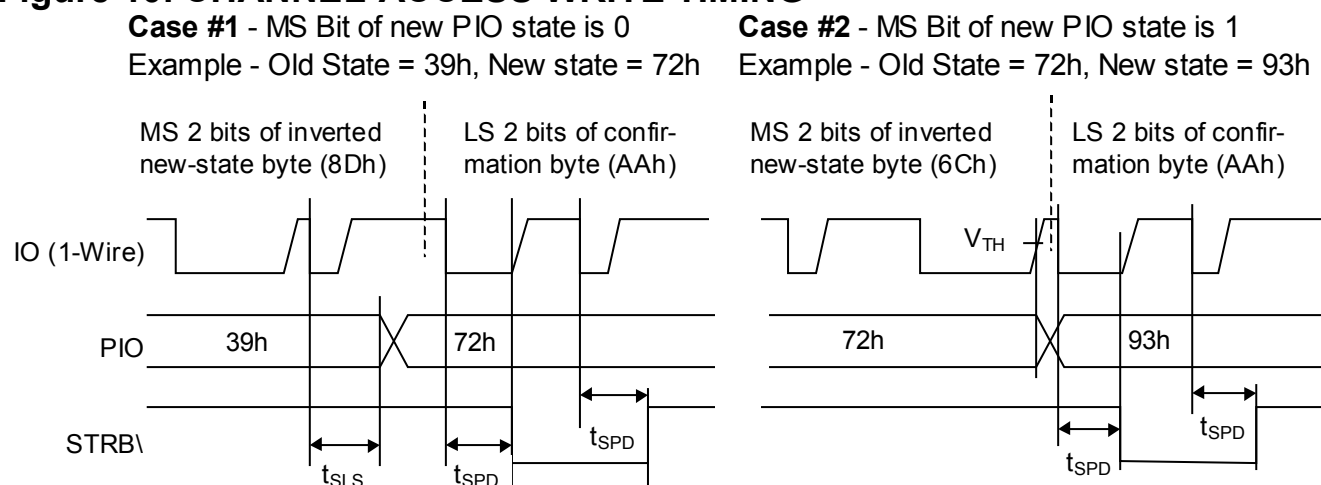 Case #1 - MS Bit of new PIO state is 0
Example - Old State = 39h, New state = 72h
MS 2 bits of inverted
new-state byte (8Dh)
LS 2 bits of confir-
mation byte (AAh)
Case #2 - MS Bit of new PIO state is 1
Example - Old State = 72h, New state = 93h
MS 2 bits of inverted
new-state byte (6Ch)
LS 2 bits of confir-
mation byte (AAh)
IO (1-Wire)
VTH
PIO
39h
72h
72h
93h
STRB\
tSLS
tSPD
tSPD
tSPD
tSPD